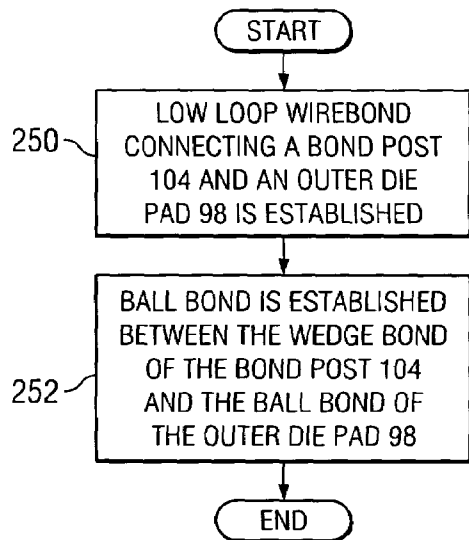 START
250
LOW LOOP WIREBOND
CONNECTING A BOND POST
104 AND AN OUTER DIE
PAD 98 IS ESTABLISHED
252
BALL BOND IS ESTABLISHED
BETWEEN THE WEDGE BOND
OF THE BOND POST 104
AND THE BALL BOND OF
THE OUTER DIE PAD 98
END